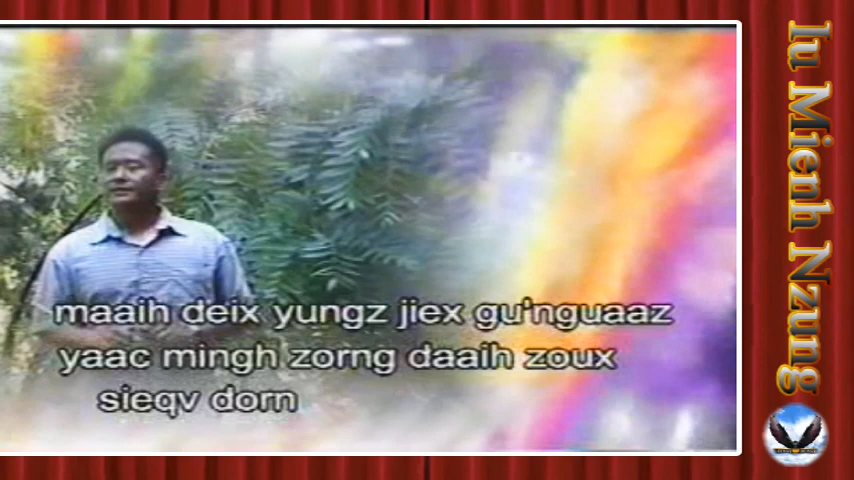 maaih deix yungz jiex gu'nguaaz
yaac mingh zorng daaih zoux
sieqv dorn
Iu Mienh Nzung